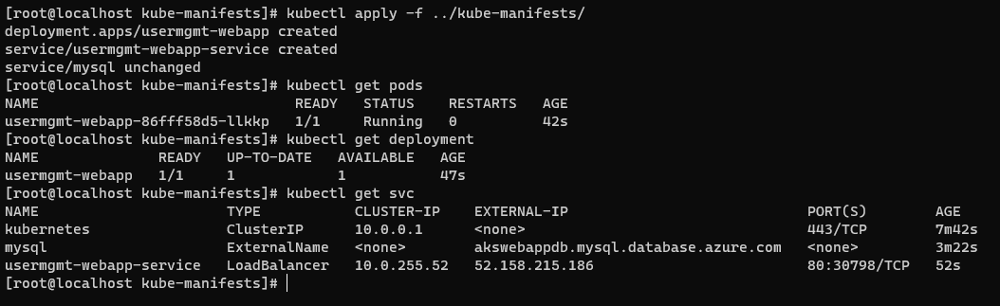 [root@localhost kube-manifests]# kubectl apply -f ../kube-manifests/
deployment.apps/usermgmt-webapp created
service/usermgmt-webapp-service created
service/mysql unchanged
[root@localhost kube-manifests]# kubectl get pods
NAME                               READY   STATUS    RESTARTS   AGE
usermgmt-webapp-86fff58d5-llkkp   1/1     Running   0          42s
[root@localhost kube-manifests]# kubectl get deployment
NAME              READY   UP-TO-DATE   AVAILABLE   AGE
usermgmt-webapp   1/1     1            1           47s
[root@localhost kube-manifests]# kubectl get svc
NAME                      TYPE           CLUSTER-IP    EXTERNAL-IP                            PORT(S)        AGE
kubernetes                ClusterIP      10.0.0.1      <none>                                 443/TCP        7m42s
mysql                     ExternalName   <none>        akswebappdb.mysql.database.azure.com   <none>         3m22s
usermgmt-webapp-service   LoadBalancer   10.0.255.52   52.158.215.186                         80:30798/TCP   52s
[root@localhost kube-manifests]#